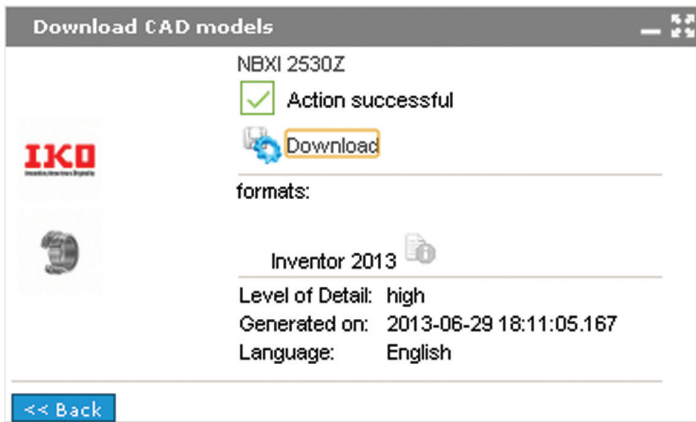 Download CAD models
NBXI 2530Z
Action successful
Download
IKO
formats:
Inventor 2013
Level of Detail: high
Generated on: 2013-06-29 18:11:05.167
Language: English
<< Back